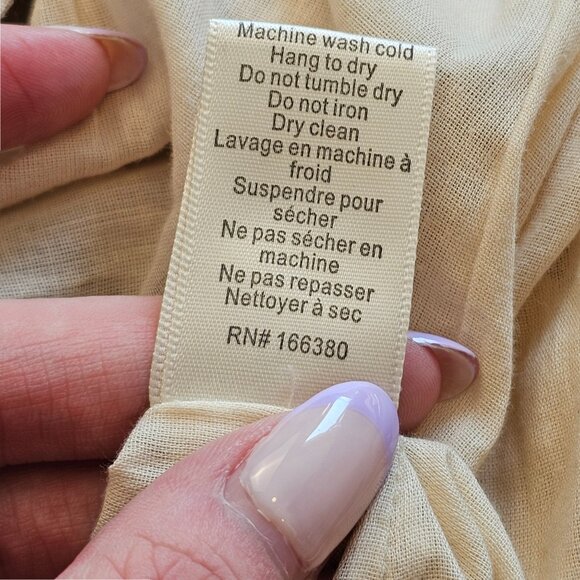 Machine wash cold
Hang to dry
Do not tumble dry
Do not iron
Dry clean
Lavage en machine à
froid
Suspendre pour
sécher
Ne pas sécher en
machine
Ne pas repasser
Nettoyer à sec
RN# 166380